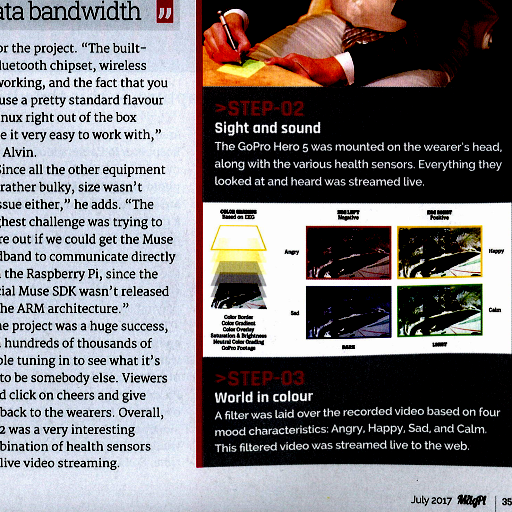 ata bandwidth
or the project. “The built-
uetooth chipset, wireless
working, and the fact that you
use a pretty standard flavour
nux right out of the box
e it very easy to work with,”
Alvin.
Since all the other equipment
rather bulky, size wasn’t
ssue either,” he adds. “The
ghest challenge was trying to
re out if we could get the Muse
dband to communicate directly
the Raspberry Pi, since the
cial Muse SDK wasn’t released
he ARM architecture.”
ne project was a huge success,
hundreds of thousands of
ple tuning in to see what it’s
to be somebody else. Viewers
d click on cheers and give
back to the wearers. Overall,
2 was a very interesting
bination of health sensors
live video streaming.
>STEP-02
Sight and sound
The GoPro Hero 5 was mounted on the wearer’s head,
along with the various health sensors. Everything they
looked at and heard was streamed live.
COLOR GRADING
Based on EEG
EEG LEFT
Negative
EEG RIGHT
Positive
Angry
Happy
Sad
Calm
DARK
LIGHT
Color Border
Color Gradient
Color Overlay
Saturation & Brightness
Neutral Color Grading
GoPro Footage
>STEP-03
World in colour
A filter was laid over the recorded video based on four
mood characteristics: Angry, Happy, Sad, and Calm.
This filtered video was streamed live to the web.
July 2017 MagPi 35